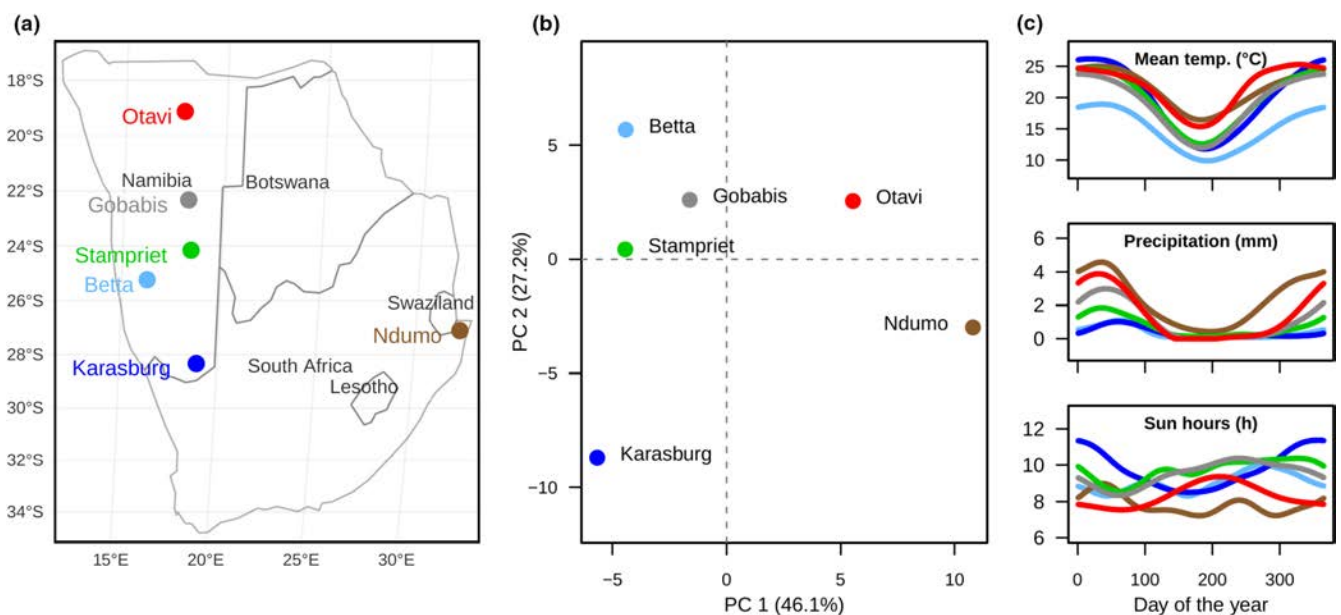 (a)
18°S
20°S
22°S
24°S
26°S
28°S
30°S
32°S
34°S
15°E
20°E
25°E
30°E
Otavi
Namibia
Botswana
Gobabis
Stampriet
Betta
Swaziland
Ndumo
Karasburg
South Africa
Lesotho
(b)
PC 2 (27.2%)
5
0
−5
−10
Betta
Gobabis
Otavi
Stampriet
Ndumo
Karasburg
−5
0
5
10
PC 1 (46.1%)
(c)
Mean temp. (°C)
25
20
15
10
Precipitation (mm)
6
4
2
0
Sun hours (h)
12
10
8
6
0
100
200
300
Day of the year